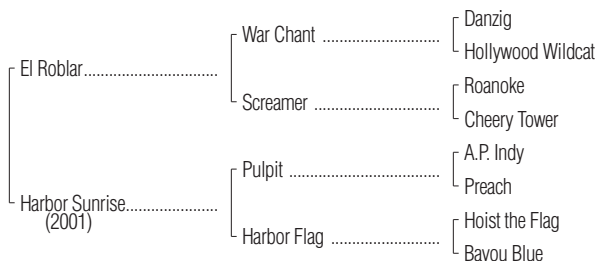 Danzig
War Chant
Hollywood Wildcat
El Roblar
Roanoke
Screamer
Cheery Tower
A.P. Indy
Pulpit
Preach
Harbor Sunrise
(2001)
Hoist the Flag
Harbor Flag
Bayou Blue